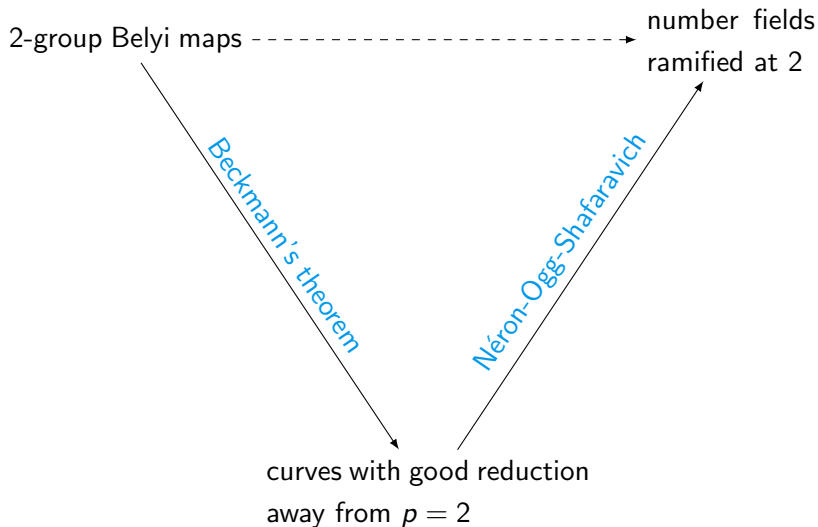 2-group Belyi maps
number fields
ramified at 2
Beckmann's theorem
Néron-Ogg-Shafaravich
curves with good reduction
away from p = 2